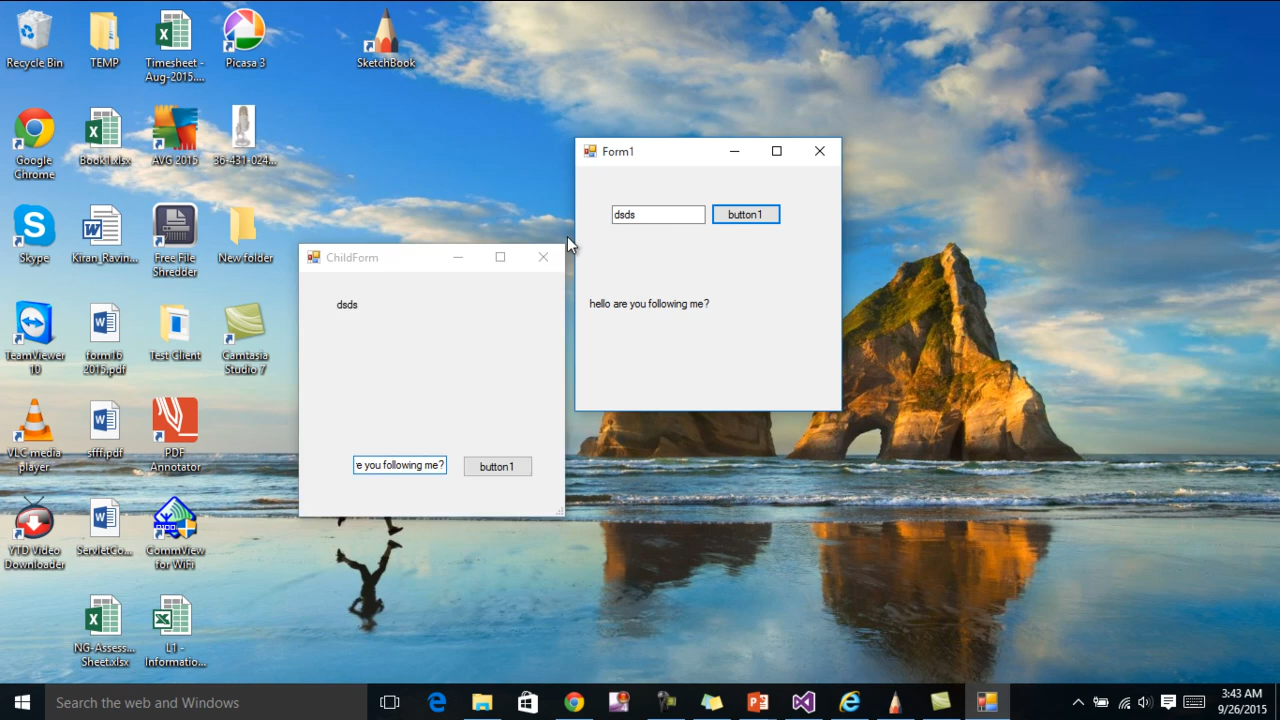 Recycle Bin
TEMP
Timesheet -
Aug-2015....
Picasa 3
SketchBook
Google
Chrome
Book1.xlsx
AVG 2015
36-431-024...
Skype
Kiran_Ravin...
Free File
Shredder
New folder
TeamViewer
10
form16
2015.pdf
Test Client
Camtasia
Studio 7
VLC media
player
sfff.pdf
PDF
Annotator
YTD Video
Downloader
ServletCo...
CommView
for WiFi
NG-Assess...
Sheet.xlsx
L1 -
Informatio...
Form1
dsds
button1
hello are you following me?
ChildForm
dsds
e you following me?
button1
Search the web and Windows
3:43 AM
9/26/2015